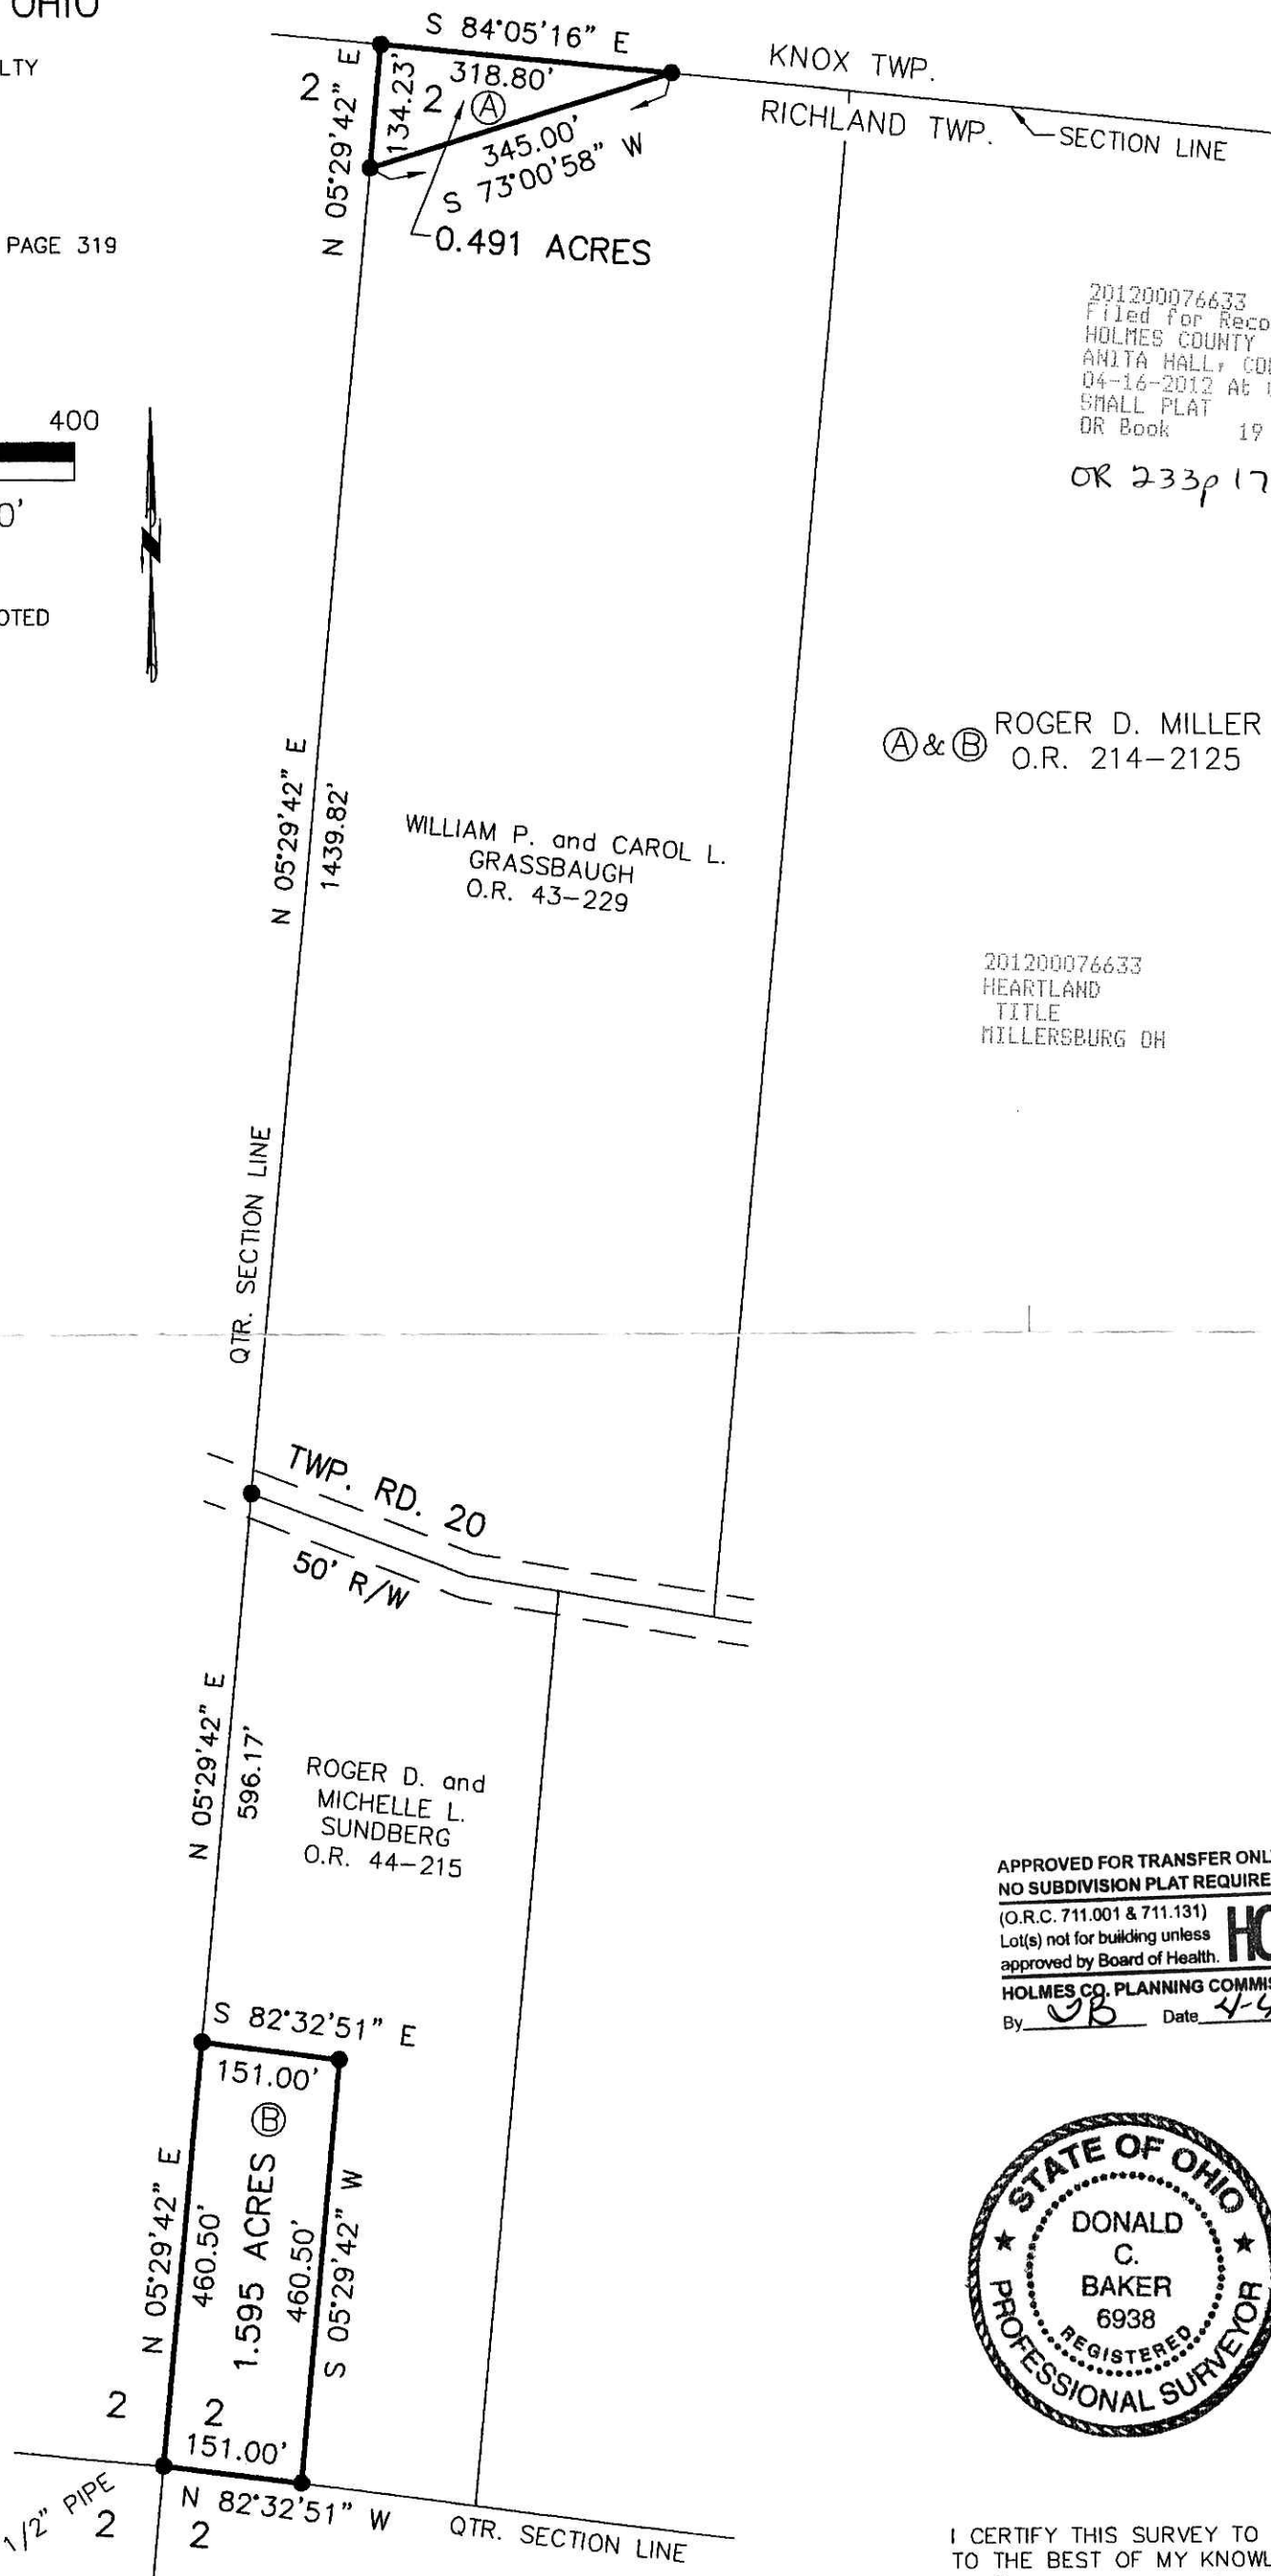 OHIO
PAGE 319
400
S 84°05'16" E
318.80'
N 05°29'42" E
134.23'
2
2
A
345.00'
S 73°00'58" W
0.491 ACRES
KNOX TWP.
RICHLAND TWP.
SECTION LINE
201200076633
Filed for
HOLMES COUNTY
ANITA HALL,
04-16-2012 At
SMALL PLAT
OR Book 19
OR 233p 17
N 05°29'42" E
1439.82'
WILLIAM P. and CAROL L.
GRASSBAUGH
O.R. 43-229
A & B ROGER D. MILLER
O.R. 214-2125
201200076633
HEARTLAND
TITLE
MILLERSBURG OH
QTR. SECTION LINE
TWP. RD. 20
50' R/W
N 05°29'42" E
596.17'
ROGER D. and
MICHELLE L.
SUNDBERG
O.R. 44-215
APPROVED FOR TRANSFER
NO SUBDIVISION PLAT
(O.R.C. 711.001 & 711.131)
Lot(s) not for building unless
approved by Board of Health.
HOLMES CO. PLANNING
By Date
S 82°32'51" E
151.00'
B
N 05°29'42" E
460.50'
1.595 ACRES
460.50'
S 05°29'42" W
2
2
151.00'
N 82°32'51" W
1/2" PIPE
2
2
QTR. SECTION LINE
STATE OF OHIO
DONALD
C.
BAKER
6938
REGISTERED
PROFESSIONAL SURVEYOR
I CERTIFY THIS SURVEY TO
TO THE BEST OF MY